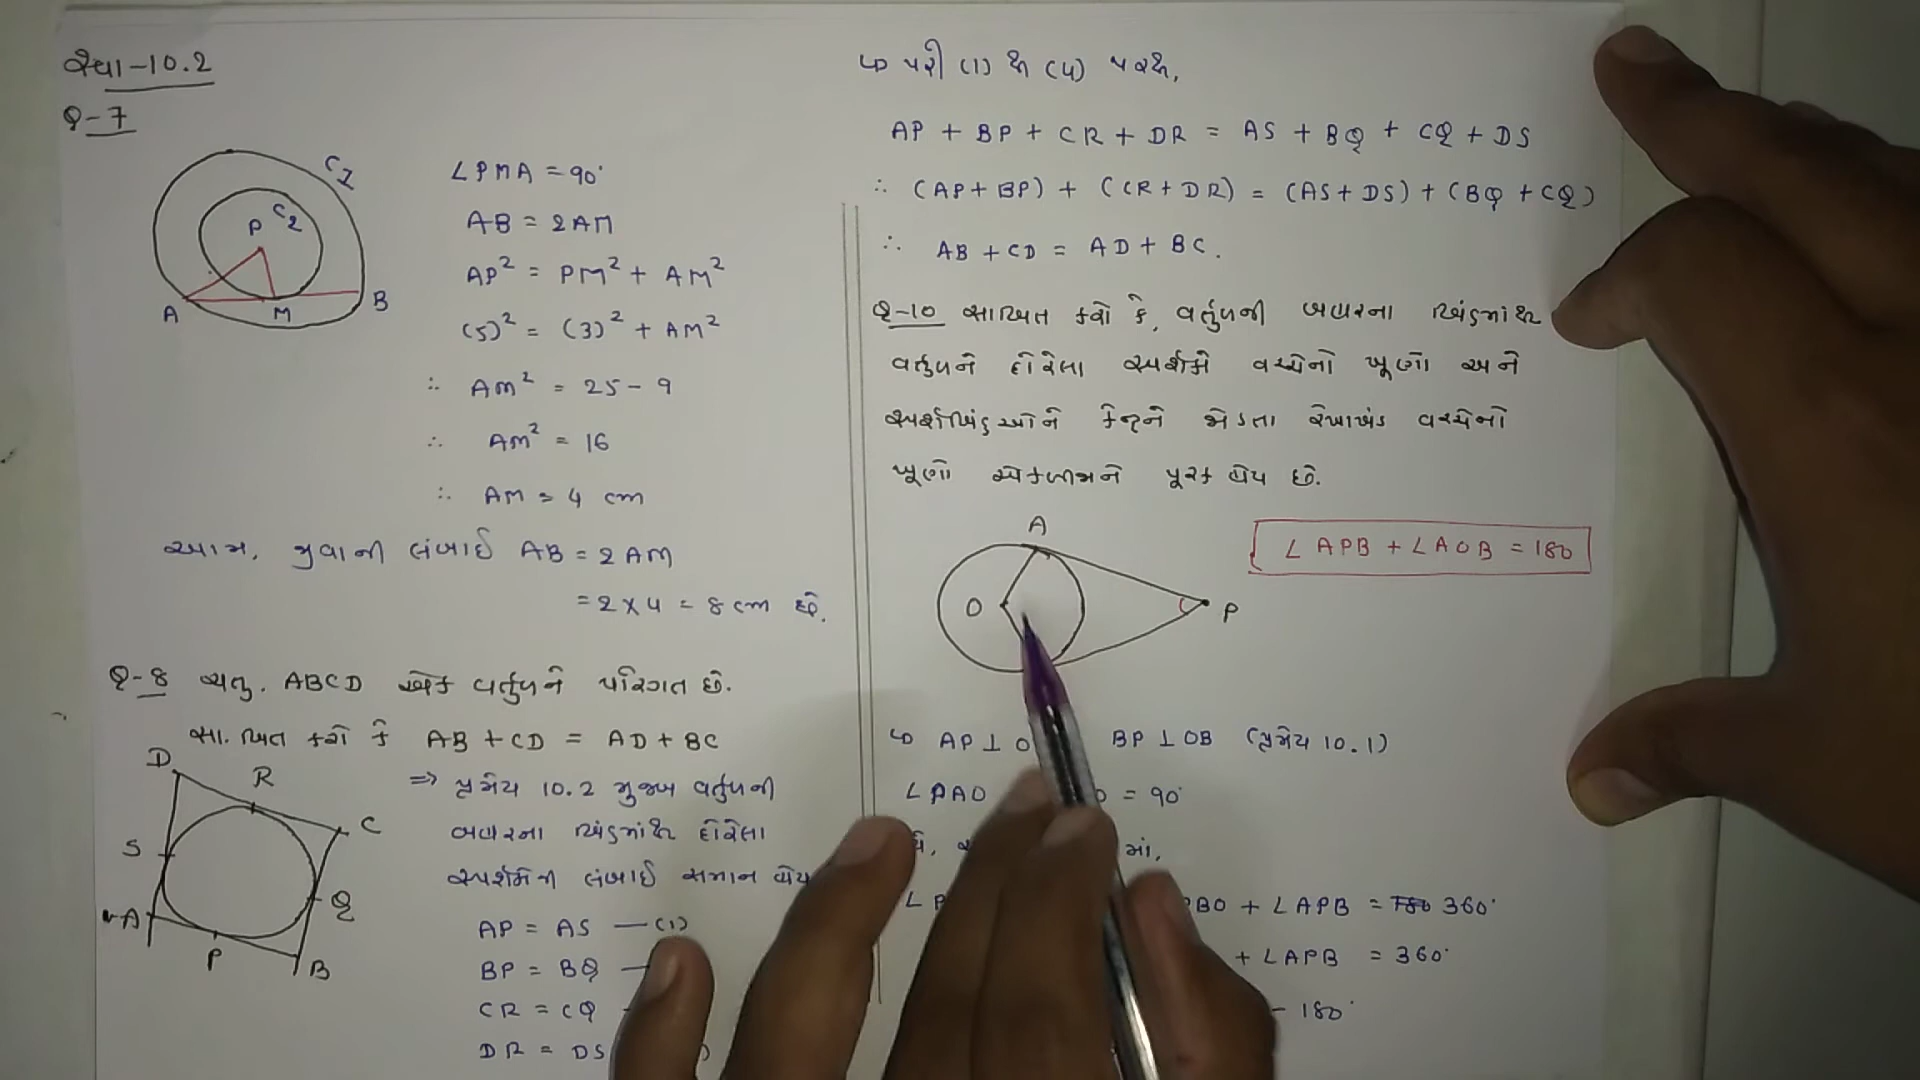 સ્વા-10.2
Q-7
C1
C2
P
A
M
B
∠PMA = 90°
AB = 2AM
AP² = PM² + AM²
(5)² = (3)² + AM²
∴ AM² = 25 - 9
∴ AM² = 16
∴ AM = 4 cm
આમ, જીવાની લંબાઈ AB = 2AM
= 2 × 4 = 8 cm છે.
Q-8 ચતુ. ABCD એક વર્તુળને પરિગત છે.
સાબિત કરો કે AB + CD = AD + BC
D
R
C
S
Q
A
P
B
⇒ પ્રમેય 10.2 મુજબ વર્તુળની
બહારના બિંદુમાંથી દોરેલા
સ્પર્શકોની લંબાઈ સમાન હોય
AP = AS — (1)
BP = BQ —
CR = CQ -
DR = DS
પરી (1) થી (4) પરથી,
AP + BP + CR + DR = AS + BQ + CQ + DS
∴ (AP + BP) + (CR + DR) = (AS + DS) + (BQ + CQ)
∴ AB + CD = AD + BC.
Q-10 સાબિત કરો કે, વર્તુળની બહારના બિંદુમાંથી
વર્તુળને દોરેલા સ્પર્શકો વચ્ચેનો ખૂણો અને
સ્પર્શબિંદુઓને કેન્દ્રને જોડતા રેખાખંડ વચ્ચેનો
ખૂણો એકબીજાને પૂરક હોય છે.
A
O
P
∠APB + ∠AOB = 180
AP ⊥ O BP ⊥ OB (પ્રમેય 10.1)
∠PAO = 90°
માં,
PBO + ∠APB = 180 360°
+ ∠APB = 360°
- 180°